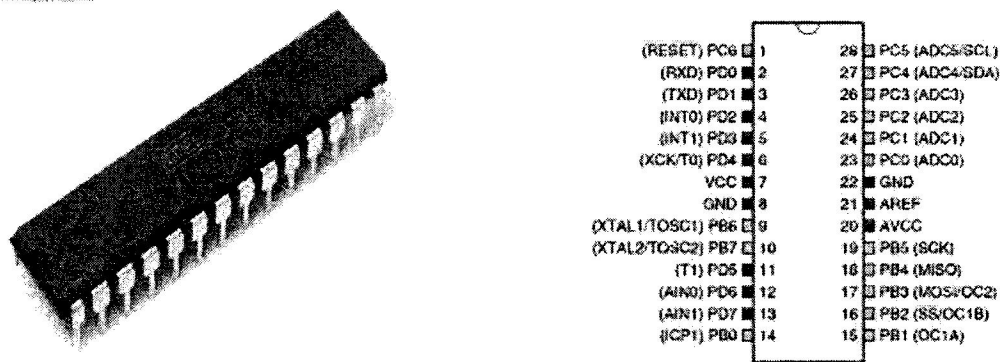 (RESET) PC6 1 28 PC5 (ADC5/SCL)
(RXD) PD0 2 27 PC4 (ADC4/SDA)
(TXD) PD1 3 26 PC3 (ADC3)
(INT0) PD2 4 25 PC2 (ADC2)
(INT1) PD3 5 24 PC1 (ADC1)
(XCK/T0) PD4 6 23 PC0 (ADC0)
VCC 7 22 GND
GND 8 21 AREF
(XTAL1/TOSC1) PB6 9 20 AVCC
(XTAL2/TOSC2) PB7 10 19 PB5 (SCK)
(T1) PD5 11 18 PB4 (MISO)
(AIN0) PD6 12 17 PB3 (MOSI/OC2)
(AIN1) PD7 13 16 PB2 (SS/OC1B)
(ICP1) PB0 14 15 PB1 (OC1A)